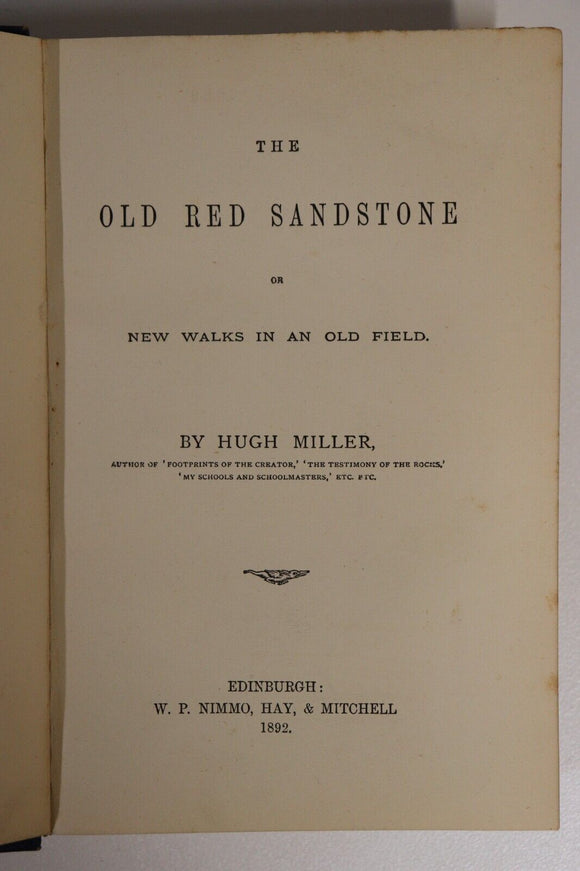 THE
OLD RED SANDSTONE
OR
NEW WALKS IN AN OLD FIELD.
BY HUGH MILLER,
AUTHOR OF 'FOOTPRINTS OF THE CREATOR,' 'THE TESTIMONY OF THE ROCKS,'
'MY SCHOOLS AND SCHOOLMASTERS,' ETC. ETC.
EDINBURGH:
W. P. NIMMO, HAY, & MITCHELL
1892.